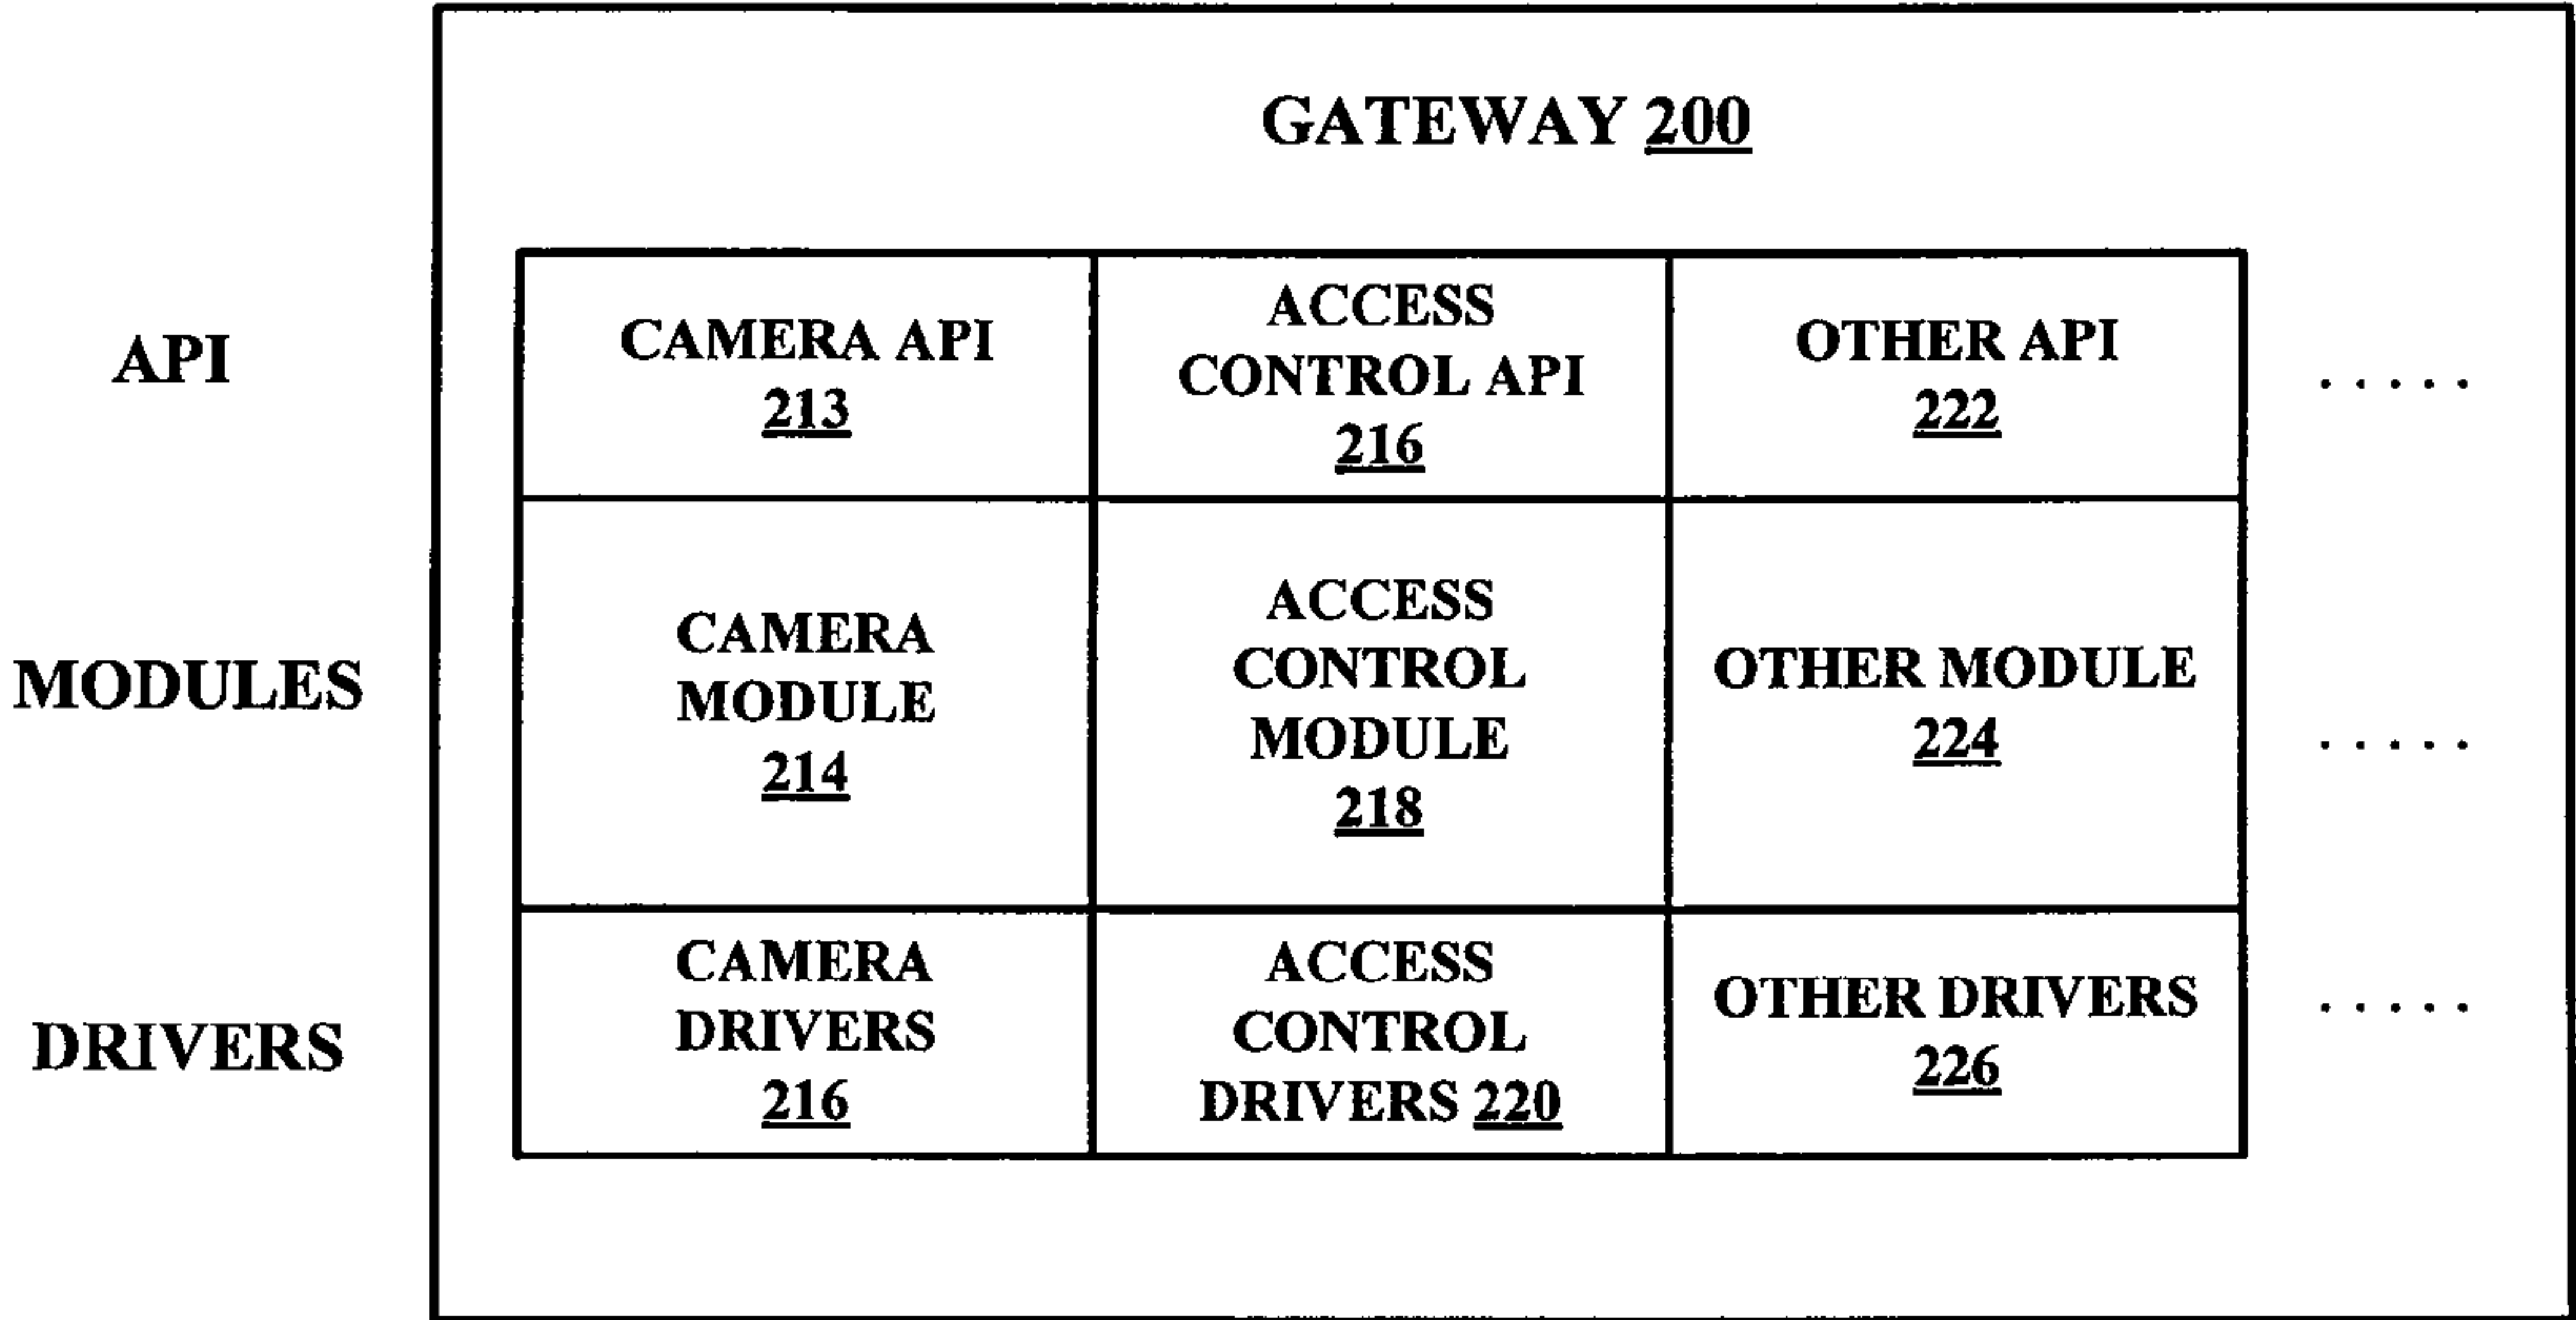 GATEWAY 200
API
CAMERA API
213
ACCESS
CONTROL API
216
OTHER API
222
.....
MODULES
CAMERA
MODULE
214
ACCESS
CONTROL
MODULE
218
OTHER MODULE
224
.....
DRIVERS
CAMERA
DRIVERS
216
ACCESS
CONTROL
DRIVERS 220
OTHER DRIVERS
226
.....